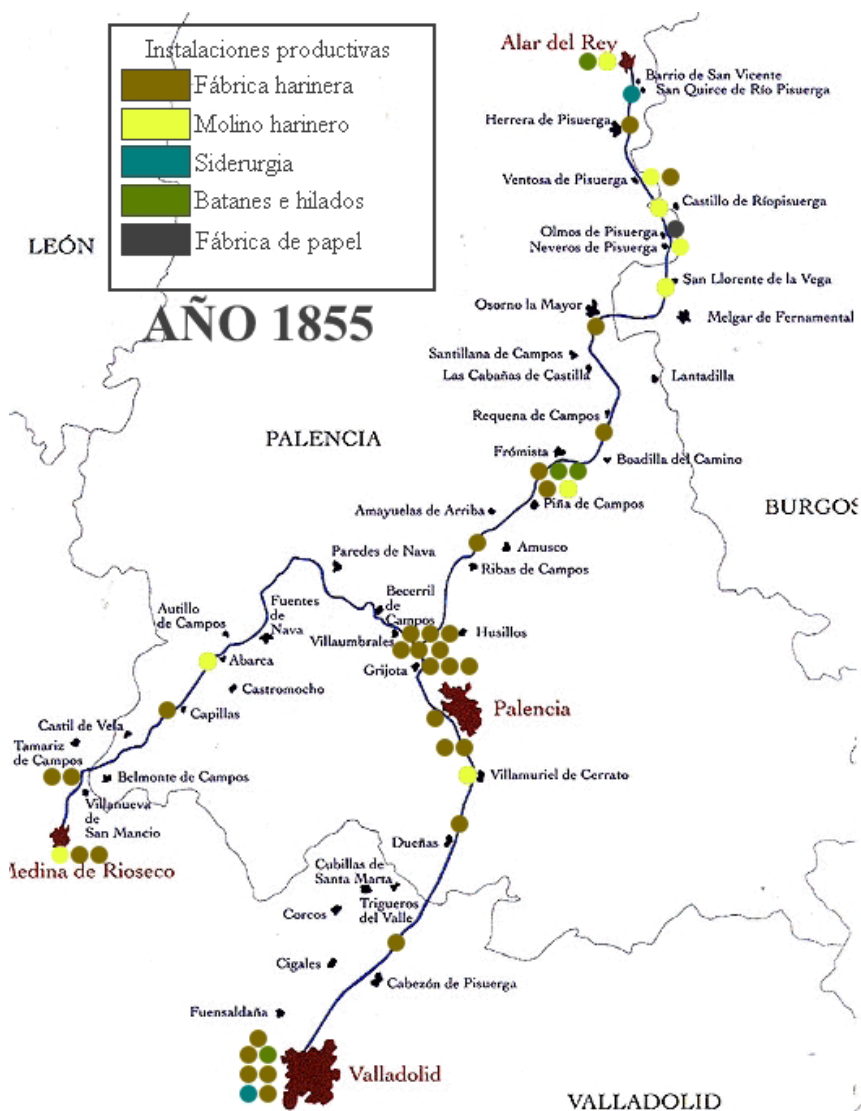 Instalaciones productivas
Fábrica harinera
Molino harinero
Siderurgia
Batanes e hilados
Fábrica de papel
AÑO 1855
Alar del Rey
Barrio de San Vicente
San Quirce de Río Pisuerga
Herrera de Pisuerga
Ventosa de Pisuerga
Castillo de Ríopisuerga
Olmos de Pisuerga
Neveros de Pisuerga
LEÓN
San Llorente de la Vega
Osorno la Mayor
Melgar de Fernamental
Santillana de Campos
Las Cabañas de Castilla
Lantadilla
Requena de Campos
PALENCIA
Frómista
Boadilla del Camino
Piña de Campos
BURGOS
Amayuelas de Arriba
Amusco
Paredes de Nava
Ribas de Campos
Becerril
de
Campos
Fuentes
de
Nava
Autillo
de Campos
Villaumbrales
Husillos
Abarca
Grijota
Castromocho
Palencia
Capillas
Castil de Vela
Tamariz
de Campos
Belmonte de Campos
Villamuriel de Cerrato
Villanueva
de
San Mancio
Dueñas
Medina de Rioseco
Cubillas de
Santa Marta
Trigueros
del Valle
Corcos
Cigales
Cabezón de Pisuerga
Fuensaldaña
Valladolid
VALLADOLID